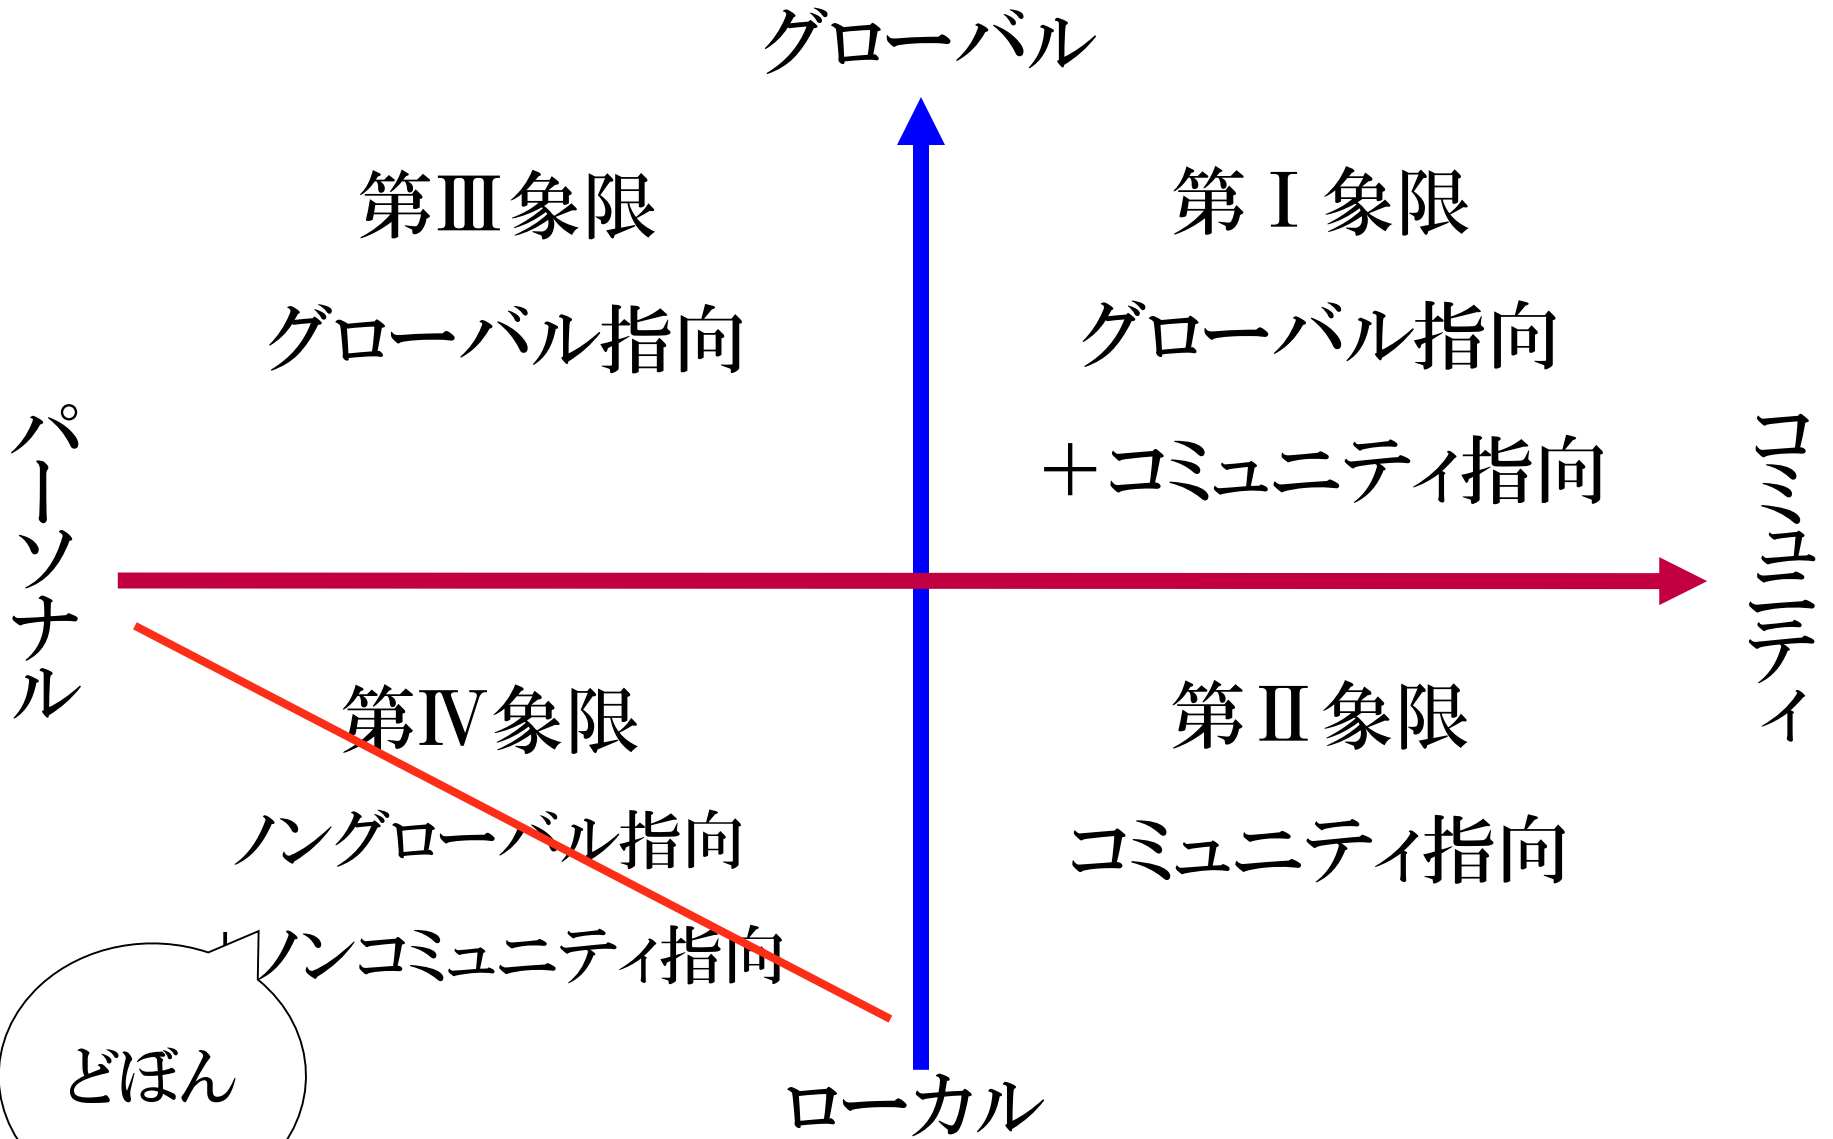 グローバル
第Ⅲ象限
グローバル指向
第Ⅰ象限
グローバル指向
＋コミュニティ指向
パーソナル
コミュニティ
第Ⅳ象限
ノングローバル指向
＋ノンコミュニティ指向
第Ⅱ象限
コミュニティ指向
どぼん
ローカル